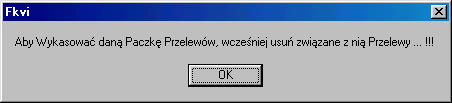 Fkvi
Aby Wykasować daną Paczkę Przelewów, wcześniej usuń związane z nią Przelewy ... !!!
OK